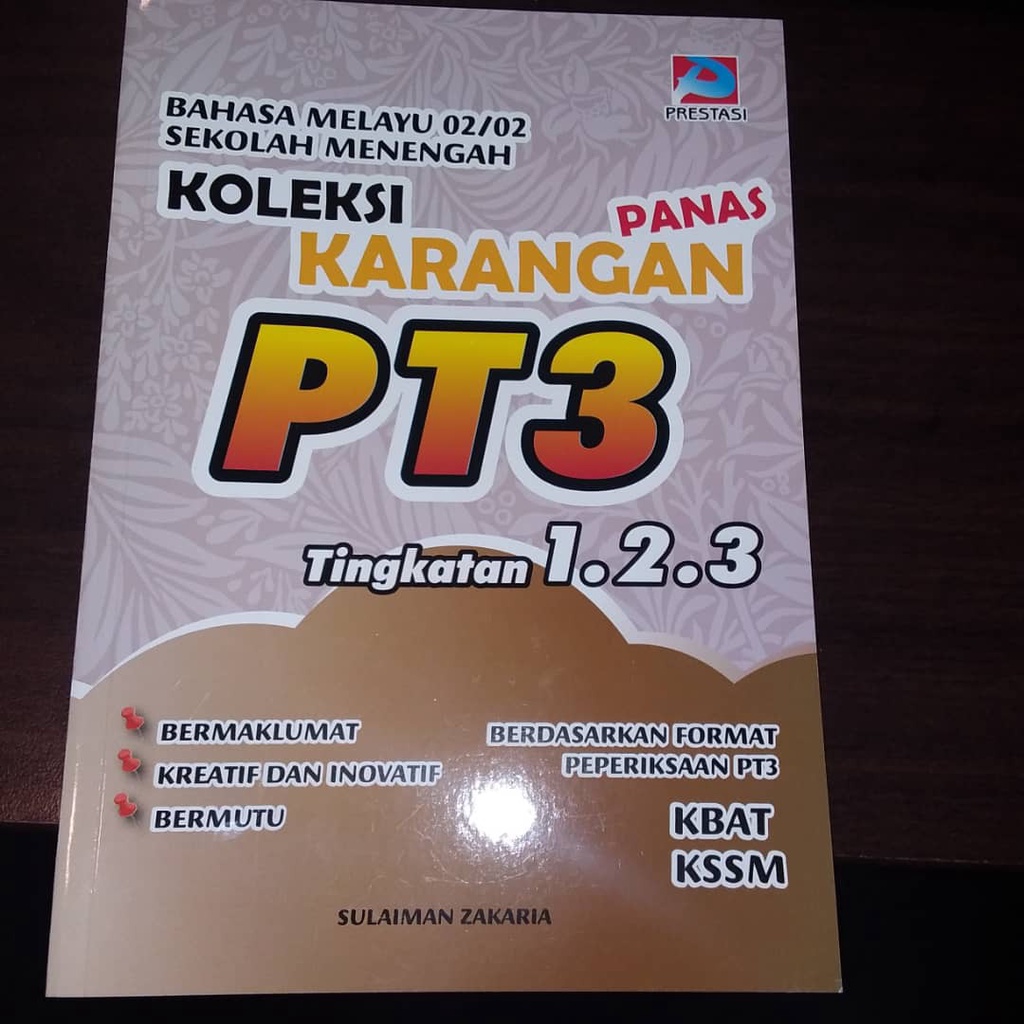 PRESTASI
BAHASA MELAYU 02/02
SEKOLAH MENENGAH
KOLEKSI
PANAS
KARANGAN
PT3
Tingkatan 1.2.3
BERMAKLUMAT
KREATIF DAN INOVATIF
BERMUTU
BERDASARKAN FORMAT
PEPERIKSAAN PT3
KBAT
KSSM
SULAIMAN ZAKARIA